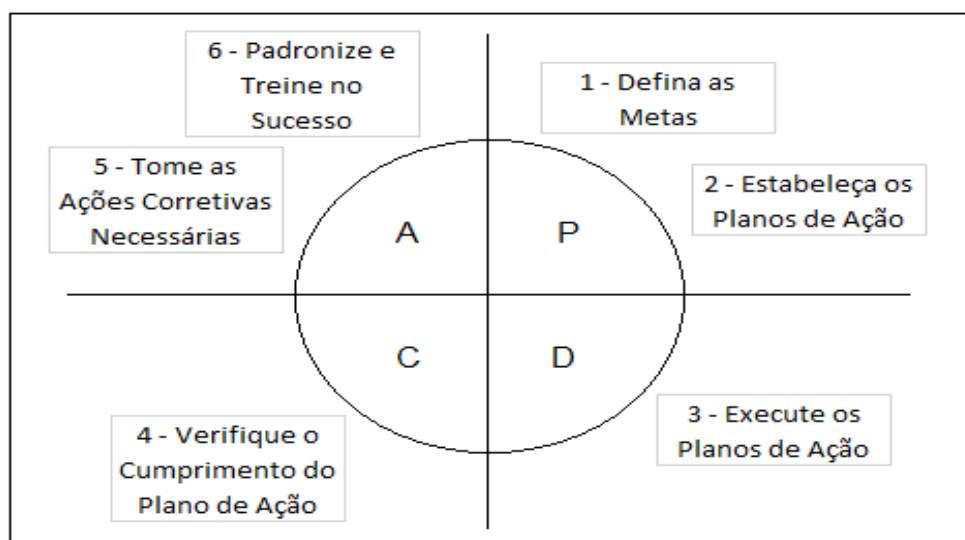 6 - Padronize e
Treine no
Sucesso
1 - Defina as
Metas
5 - Tome as
Ações Corretivas
Necessárias
2 - Estabeleça os
Planos de Ação
A
P
C
D
4 - Verifique o
Cumprimento do
Plano de Ação
3 - Execute os
Planos de Ação